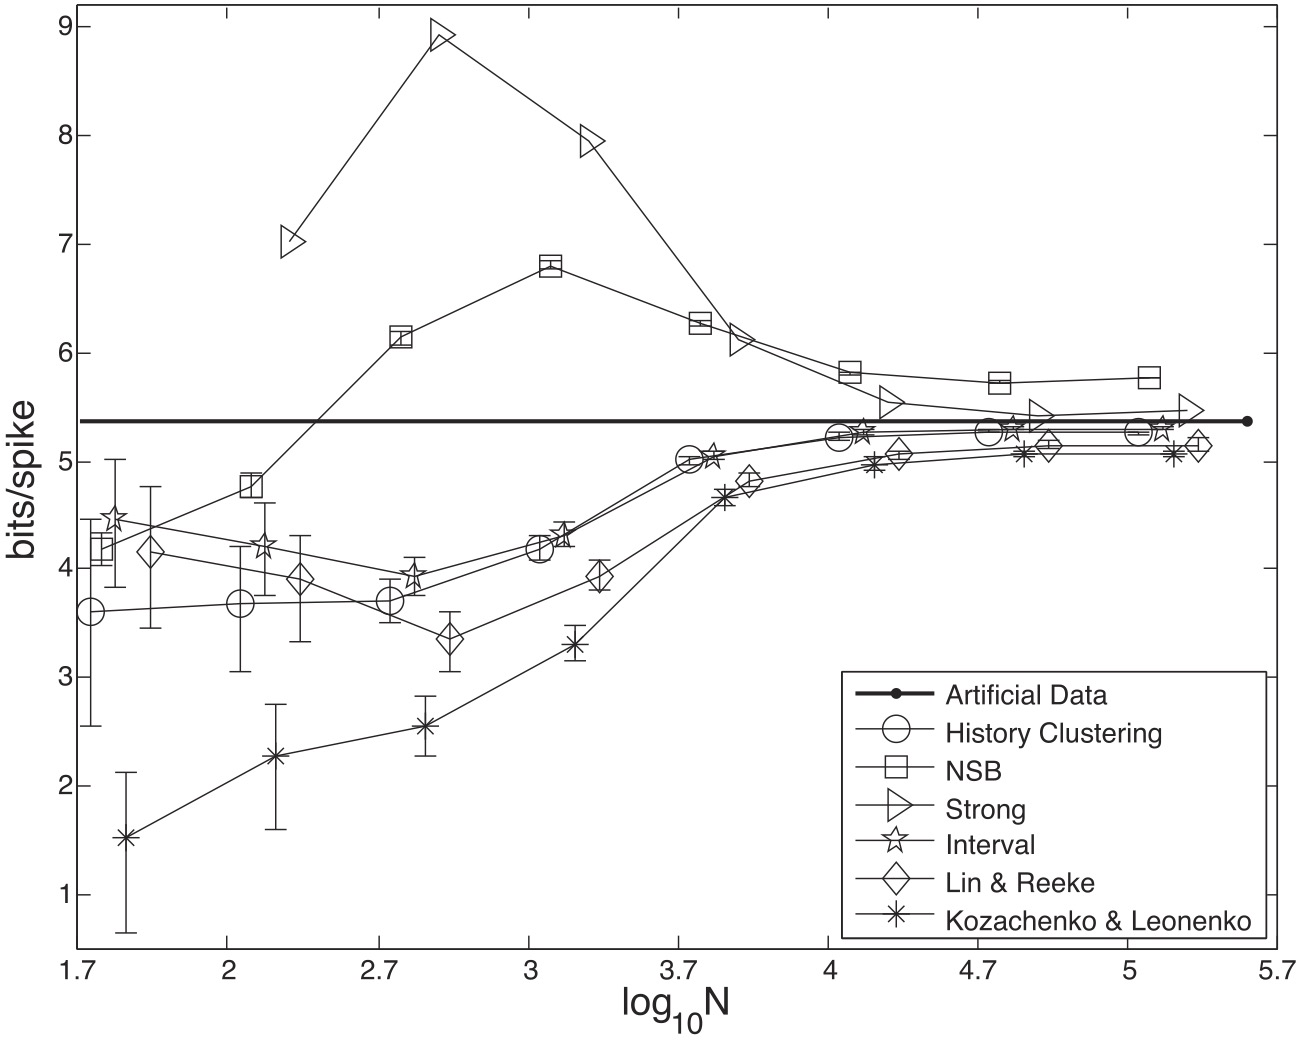 9
8
7
6
5
4
3
2
1
bits/spike
1.7 2 2.7 3 3.7 4 4.7 5 5.7
log10N
Artificial Data
History Clustering
NSB
Strong
Interval
Lin & Reeke
Kozachenko & Leonenko